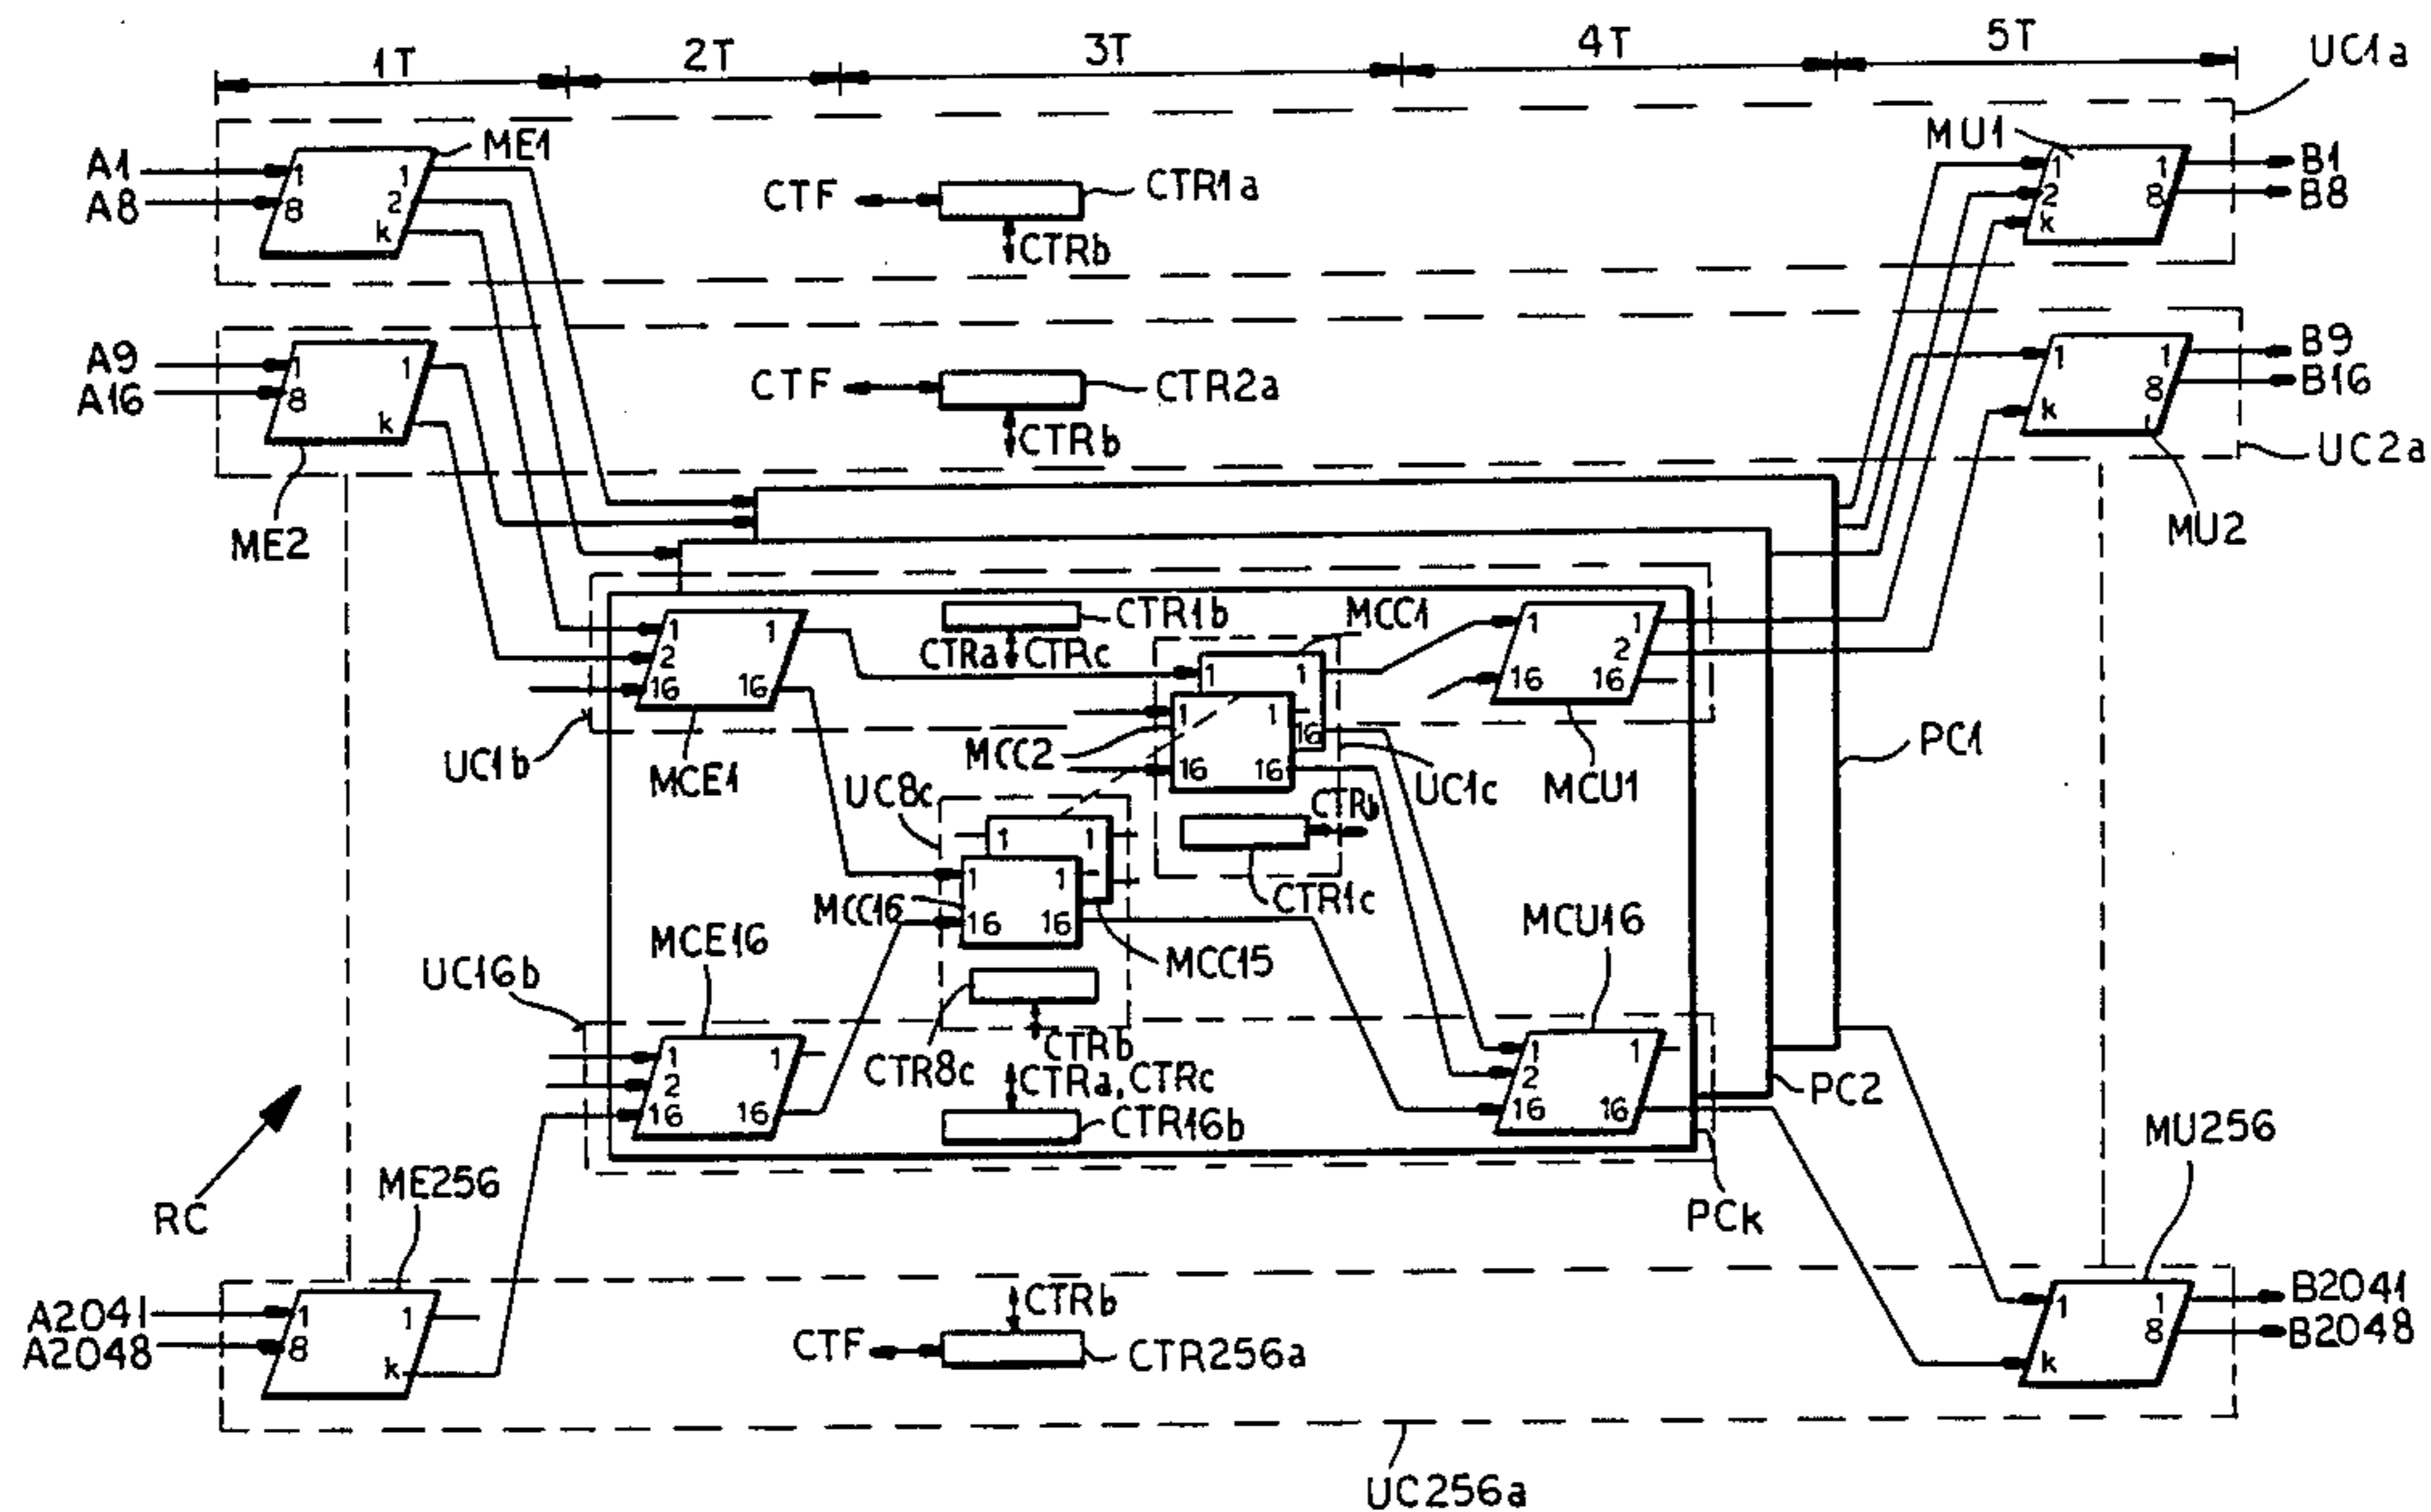 1T 2T 3T 4T 5T
UC1a
ME1
MU1
A1 1 1 CTF CTR1a 1 1 B1
A8 8 2 2 8 B8
k CTRb k
A9 1 1 CTF CTR2a 1 1 B9
A16 8 k k 8 B16
CTRb
UC2a
ME2 MU2
CTR1b MCC1
1 1 CTRa CTRc 1 1 1 1
2 2
16 16 16 16
1 1 16
UC1b MCE1 MCC2 16 16 UC1c MCU1 PC1
UC8c CTRb
1 1
1 1 CTR1c
MCC16 16 16
MCE16 MCC15 MCU16
UC16b
CTR8c CTRb
1 1 CTRa, CTRc 1 1
2 2 PC2
16 16 CTR16b 16 16
RC ME256 PCk MU256
A2041 1 1 CTRb 1 1 B2041
A2048 8 k CTF CTR256a k 8 B2048
UC256a